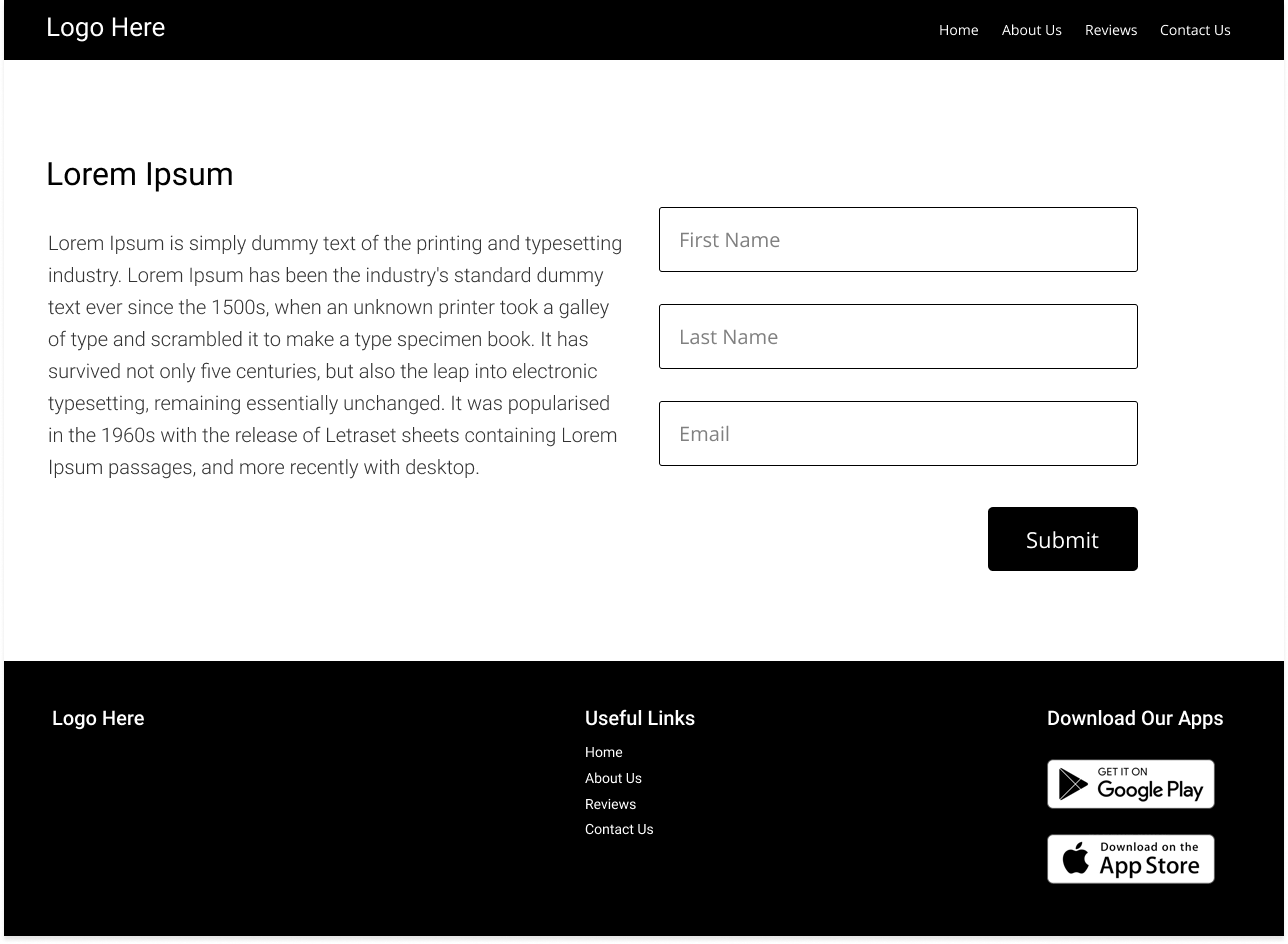 Logo Here
Home About Us Reviews Contact Us
Lorem Ipsum
Lorem Ipsum is simply dummy text of the printing and typesetting
industry. Lorem Ipsum has been the industry's standard dummy
text ever since the 1500s, when an unknown printer took a galley
of type and scrambled it to make a type specimen book. It has
survived not only five centuries, but also the leap into electronic
typesetting, remaining essentially unchanged. It was popularised
in the 1960s with the release of Letraset sheets containing Lorem
Ipsum passages, and more recently with desktop.
First Name
Last Name
Email
Submit
Logo Here
Useful Links
Home
About Us
Reviews
Contact Us
Download Our Apps
GET IT ON
Google Play
Download on the
App Store